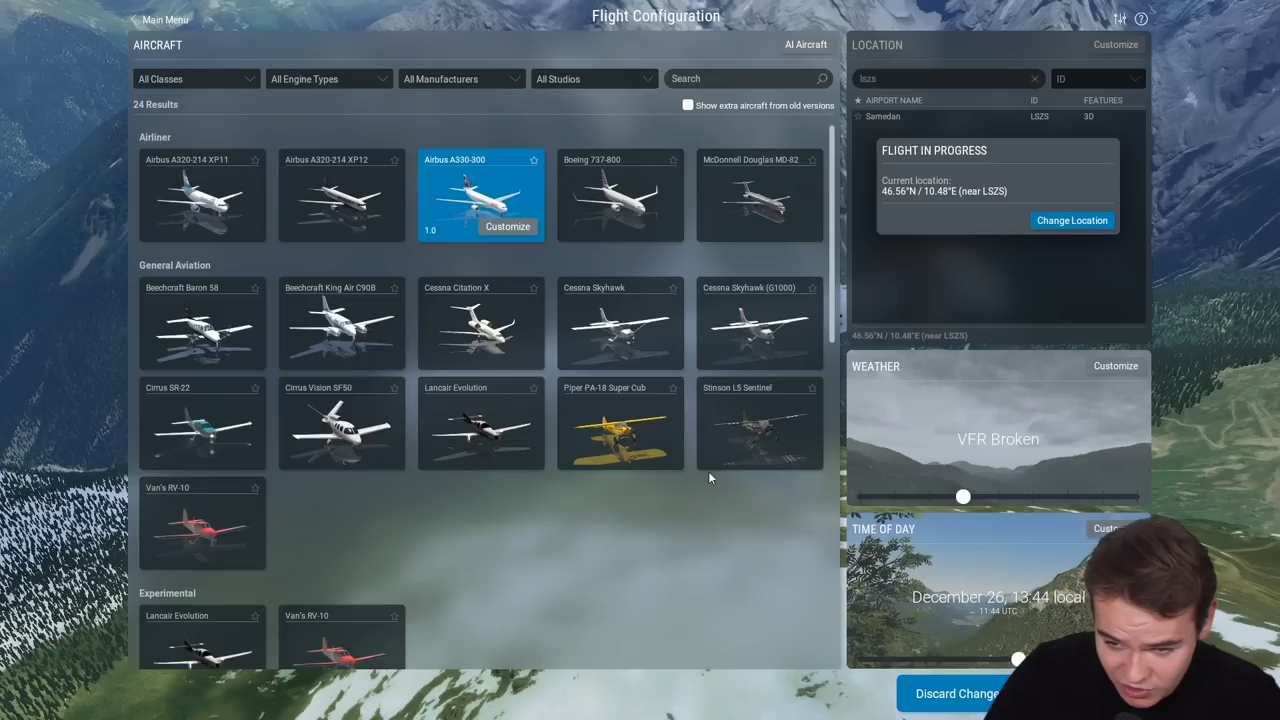 Main Menu
Flight Configuration
AIRCRAFT
AI Aircraft
All Classes
All Engine Types
All Manufacturers
All Studios
Search
24 Results
Show extra aircraft from old versions
Airliner
Airbus A320-214 XP11
Airbus A320-214 XP12
Airbus A330-300
1.0
Customize
Boeing 737-800
McDonnell Douglas MD-82
General Aviation
Beechcraft Baron 58
Beechcraft King Air C90B
Cessna Citation X
Cessna Skyhawk
Cessna Skyhawk (G1000)
Cirrus SR-22
Cirrus Vision SF50
Lancair Evolution
Piper PA-18 Super Cub
Stinson L5 Sentinel
Van's RV-10
Experimental
Lancair Evolution
Van's RV-10
LOCATION
Customize
lszs
ID
AIRPORT NAME
ID
FEATURES
Samedan
LSZS
3D
FLIGHT IN PROGRESS
Current location:
46.56°N / 10.48°E (near LSZS)
Change Location
46.56°N / 10.48°E (near LSZS)
WEATHER
Customize
VFR Broken
TIME OF DAY
Custo
December 26, 13:44 local
11:44 UTC
Discard Change